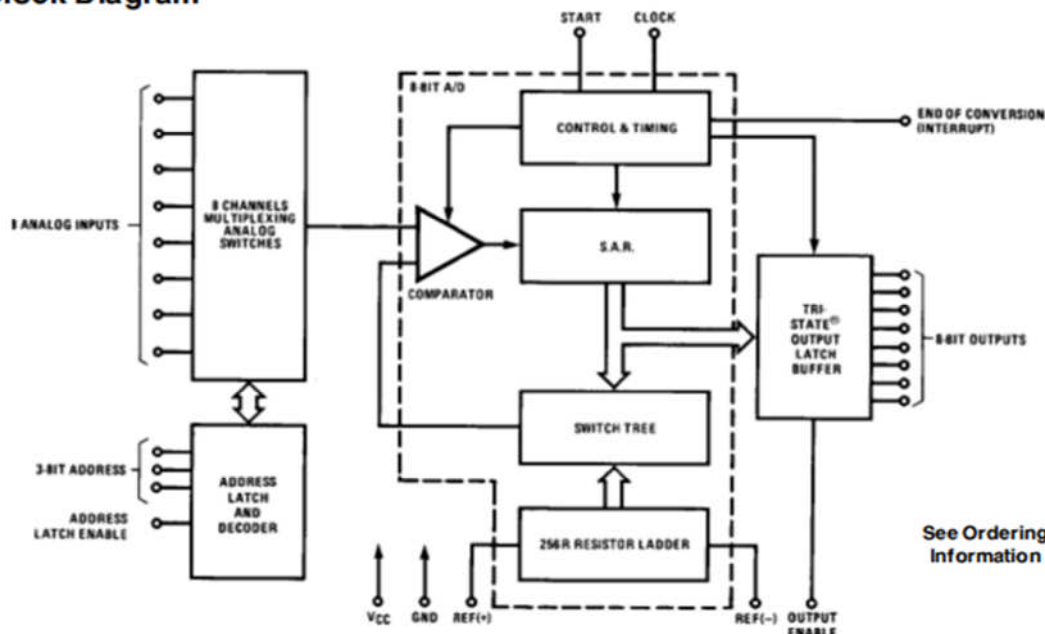 START
CLOCK
8-BIT A/D
CONTROL & TIMING
END OF CONVERSION
(INTERRUPT)
8 ANALOG INPUTS
8 CHANNELS
MULTIPLEXING
ANALOG
SWITCHES
S.A.R.
COMPARATOR
TRI-
STATE®
OUTPUT
LATCH
BUFFER
8-BIT OUTPUTS
SWITCH TREE
3-BIT ADDRESS
ADDRESS
LATCH ENABLE
ADDRESS
LATCH
AND
DECODER
256R RESISTOR LADDER
See Ordering
Information
VCC
GND
REF(+)
REF(–)
OUTPUT
ENABLE